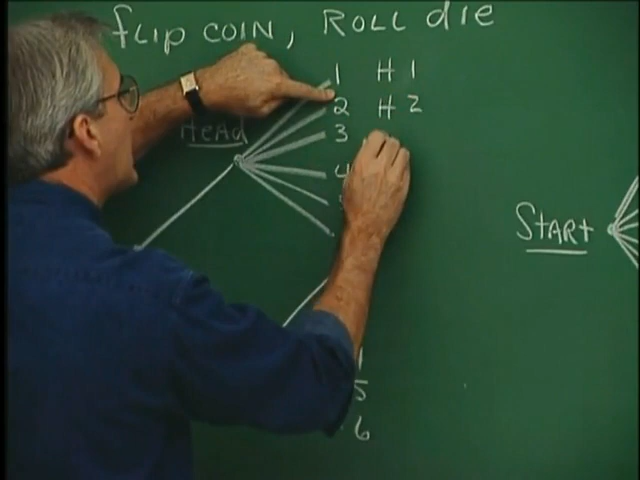 flip COIN, ROLL die
1 H 1
2 H 2
HeAd
3
4
START
5
6